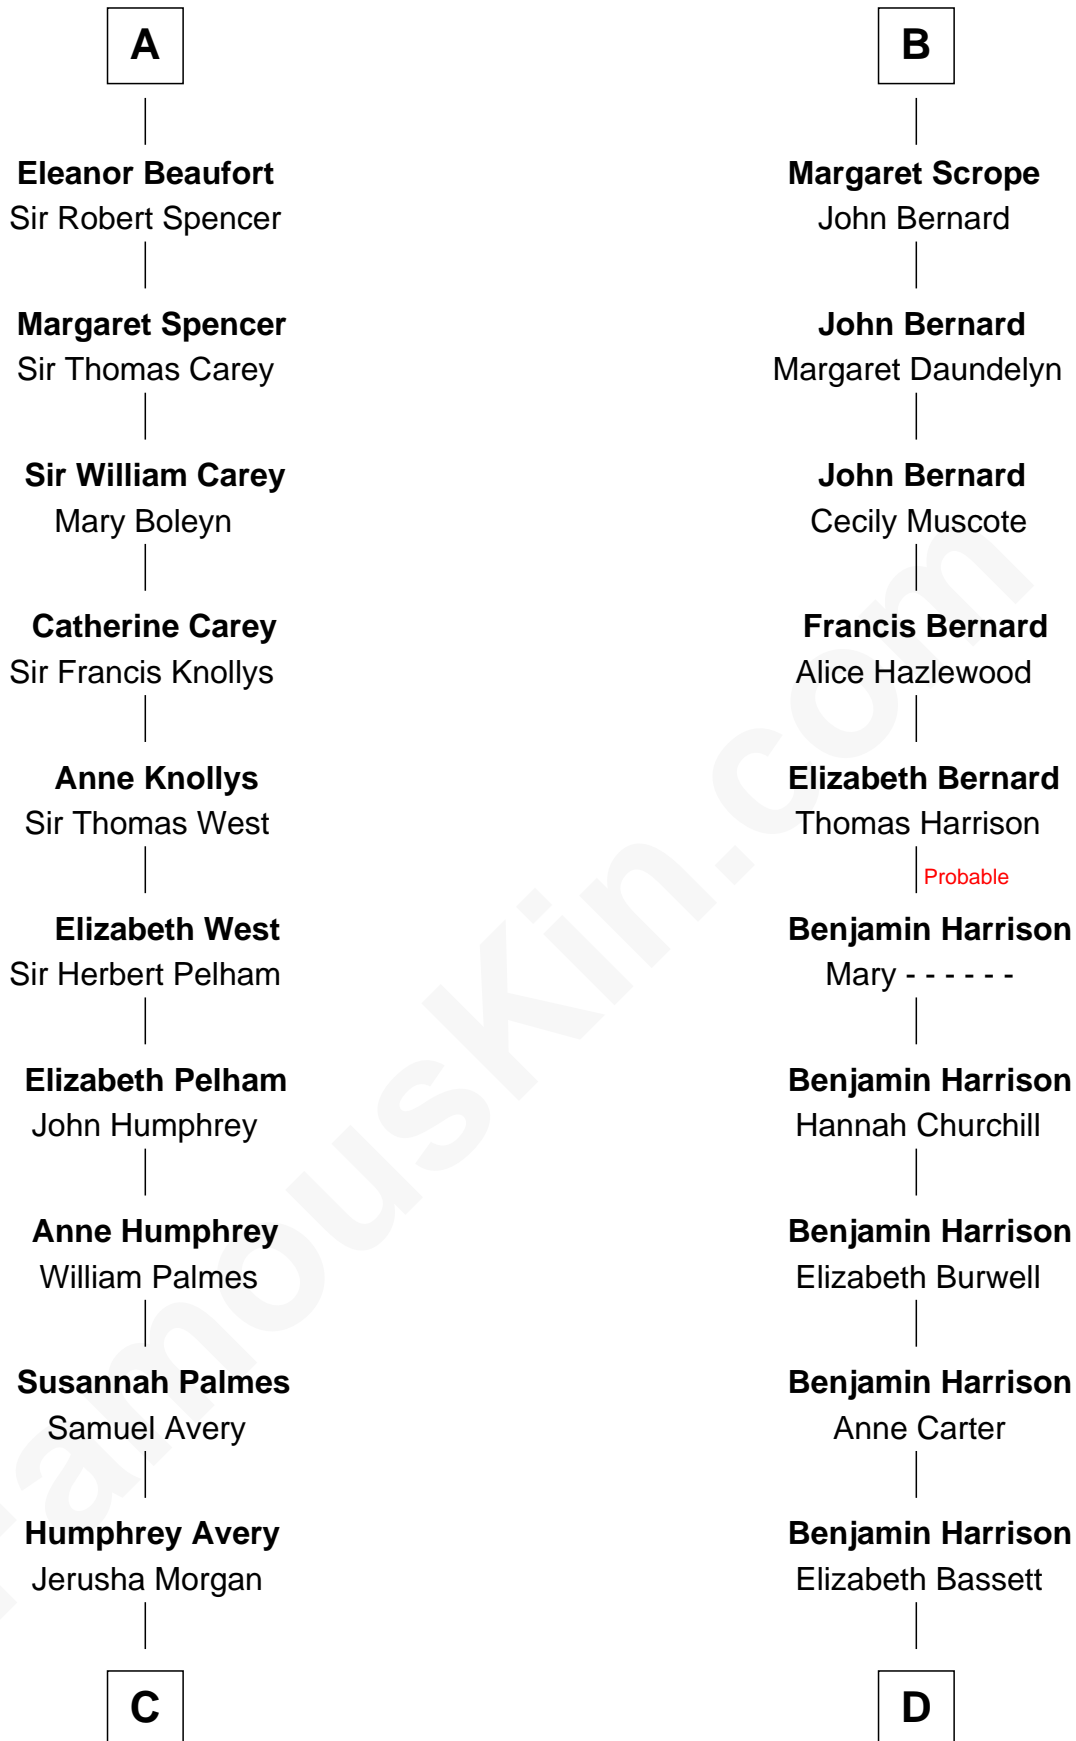 A
Eleanor Beaufort
Sir Robert Spencer
Margaret Spencer
Sir Thomas Carey
Sir William Carey
Mary Boleyn
Catherine Carey
Sir Francis Knollys
Anne Knollys
Sir Thomas West
Elizabeth West
Sir Herbert Pelham
Elizabeth Pelham
John Humphrey
Anne Humphrey
William Palmes
Susannah Palmes
Samuel Avery
Humphrey Avery
Jerusha Morgan
C
B
Margaret Scrope
John Bernard
John Bernard
Margaret Daundelyn
John Bernard
Cecily Muscote
Francis Bernard
Alice Hazlewood
Elizabeth Bernard
Thomas Harrison
Probable
Benjamin Harrison
Mary - - - - - -
Benjamin Harrison
Hannah Churchill
Benjamin Harrison
Elizabeth Burwell
Benjamin Harrison
Anne Carter
Benjamin Harrison
Elizabeth Bassett
D
FamousKin.com